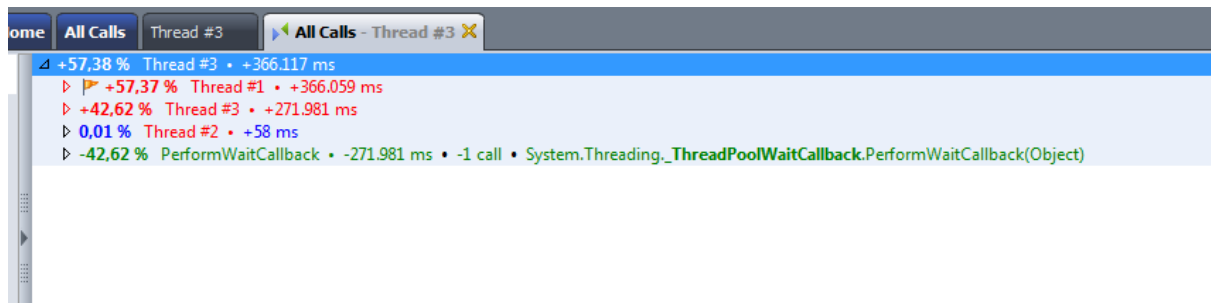 ome All Calls Thread #3 All Calls - Thread #3
+57,38 % Thread #3 • +366.117 ms
+57,37 % Thread #1 • +366.059 ms
+42,62 % Thread #3 • +271.981 ms
0,01 % Thread #2 • +58 ms
-42,62 % PerformWaitCallback • -271.981 ms • -1 call • System.Threading._ThreadPoolWaitCallback.PerformWaitCallback(Object)